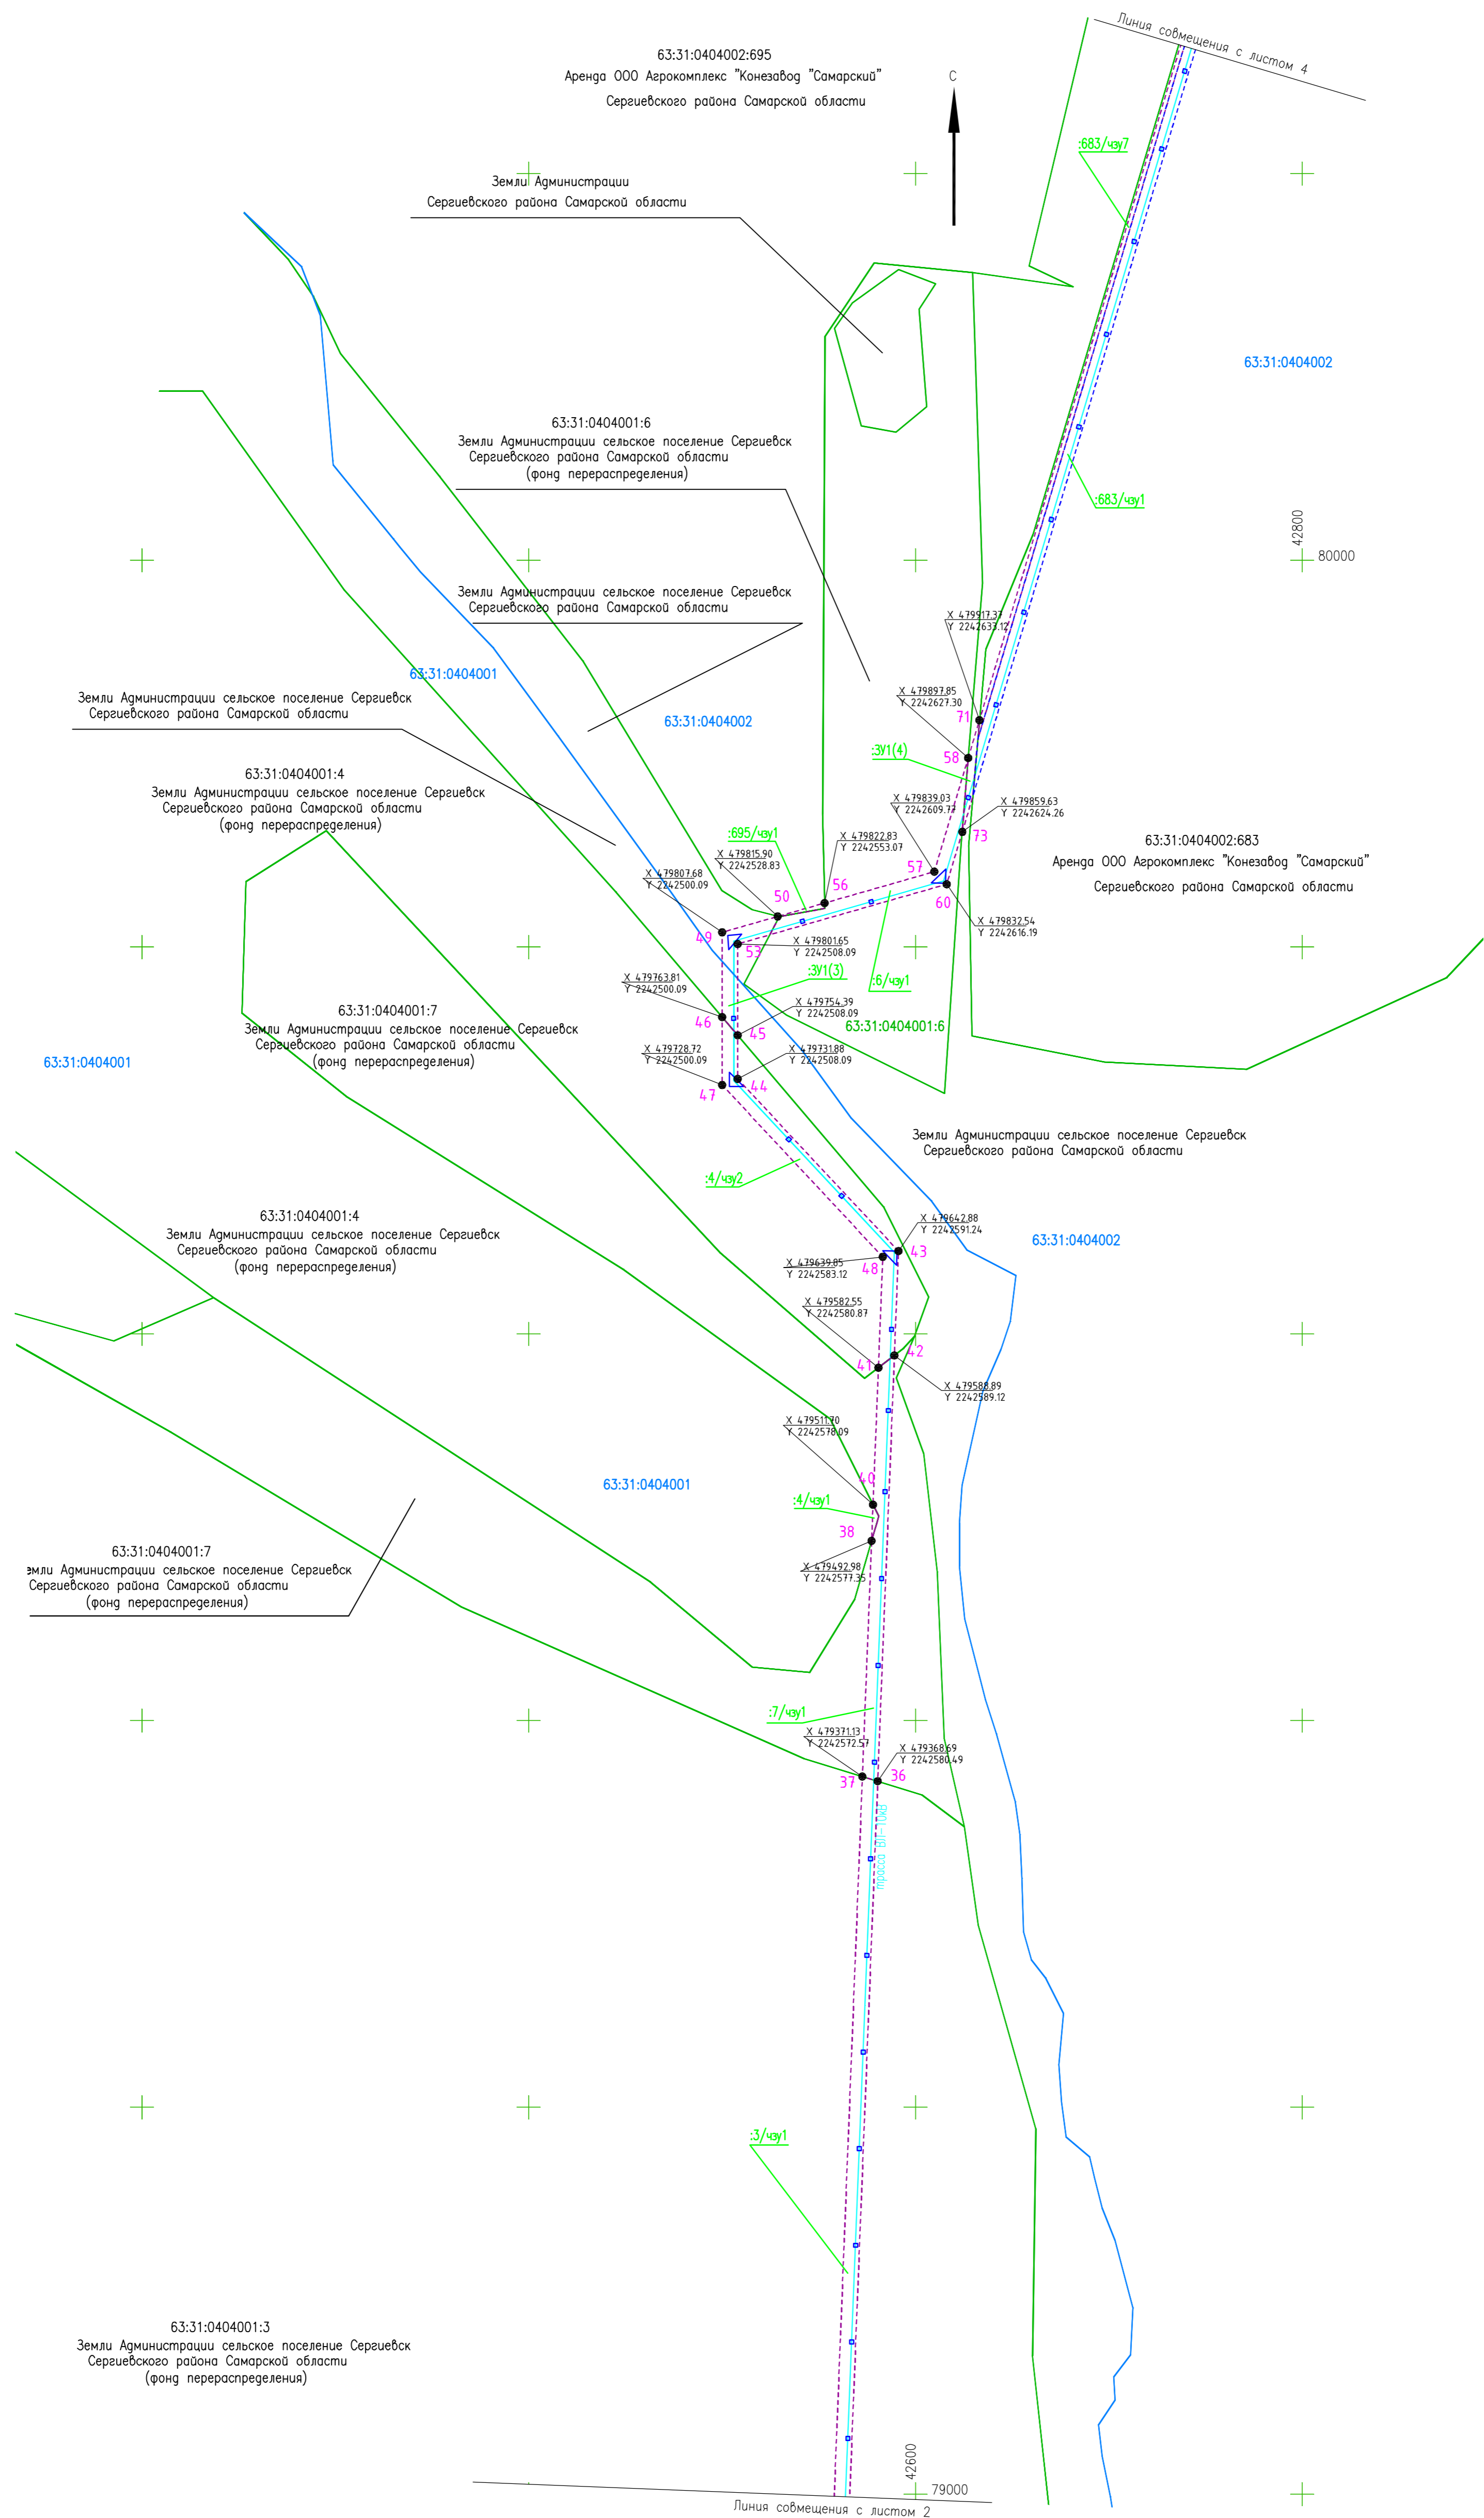 Линия совмещения с листом 4
63:31:0404002:695
Аренда ООО Агрокомплекс "Конезавод "Самарский"
Сергиевского района Самарской области
С
:683/чзу7
Земли Администрации
Сергиевского района Самарской области
63:31:0404002
63:31:0404001:6
Земли Администрации сельское поселение Сергиевск
Сергиевского района Самарской области
(фонд перераспределения)
:683/чзу1
42800
80000
Земли Администрации сельское поселение Сергиевск
Сергиевского района Самарской области
X 479917.37
Y 2242633.12
63:31:0404001
Земли Администрации сельское поселение Сергиевск
Сергиевского района Самарской области
X 479897.85
Y 2242627.30
71
63:31:0404002
:ЗУ1(4)
58
63:31:0404001:4
Земли Администрации сельское поселение Сергиевск
Сергиевского района Самарской области
(фонд перераспределения)
X 479839.03
Y 2242609.77
X 479859.63
Y 2242624.26
:695/чзу1
X 479822.83
Y 2242553.07
73
63:31:0404002:683
Аренда ООО Агрокомплекс "Конезавод "Самарский"
Сергиевского района Самарской области
X 479815.90
Y 2242528.83
X 479807.68
Y 2242500.09
57
56
50
60
X 479832.54
Y 2242616.19
49
X 479801.65
Y 2242508.09
53
:ЗУ1(3)
:6/чзу1
X 479763.81
Y 2242500.09
X 479754.39
Y 2242508.09
63:31:0404001:7
Земли Администрации сельское поселение Сергиевск
Сергиевского района Самарской области
(фонд перераспределения)
46
45
63:31:0404001:6
63:31:0404001
X 479728.72
Y 2242500.09
X 479731.88
Y 2242508.09
47
44
Земли Администрации сельское поселение Сергиевск
Сергиевского района Самарской области
:4/чзу2
63:31:0404001:4
Земли Администрации сельское поселение Сергиевск
Сергиевского района Самарской области
(фонд перераспределения)
X 479642.88
Y 2242591.24
63:31:0404002
43
48
X 479639.85
Y 2242583.12
X 479582.55
Y 2242580.87
42
41
X 479588.89
Y 2242589.12
X 479511.70
Y 2242578.09
63:31:0404001
40
:4/чзу1
38
X 479492.98
Y 2242577.35
63:31:0404001:7
емли Администрации сельское поселение Сергиевск
Сергиевского района Самарской области
(фонд перераспределения)
:7/чзу1
X 479371.13
Y 2242572.57
X 479368.69
Y 2242580.49
37
36
трасса ВЛ-10кВ
:3/чзу1
63:31:0404001:3
Земли Администрации сельское поселение Сергиевск
Сергиевского района Самарской области
(фонд перераспределения)
42600
79000
Линия совмещения с листом 2